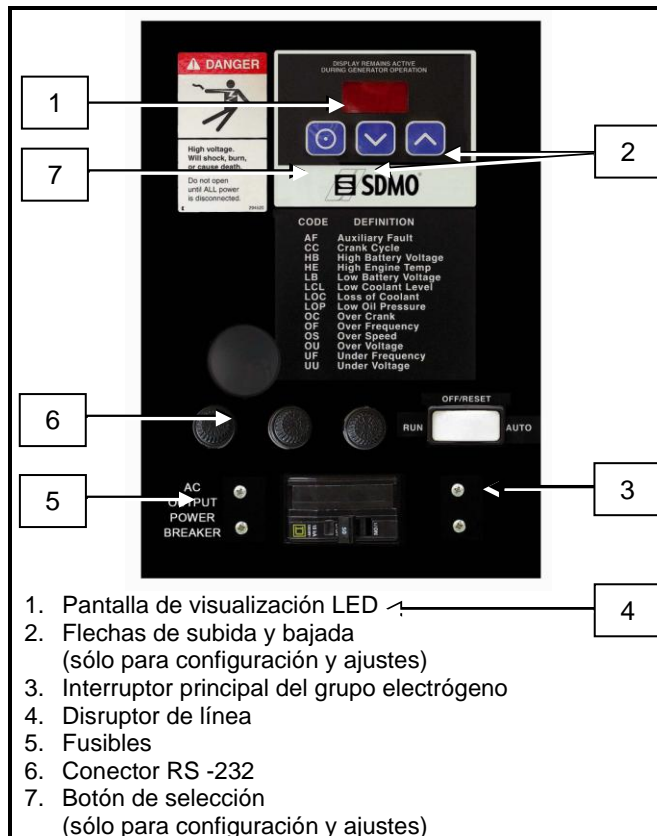 DANGER
High voltage.
Will shock, burn,
or cause death.
Do not open
until ALL power
is disconnected.
DISPLAY REMAINS ACTIVE
DURING GENERATOR OPERATION
1
2
7
SDMO
CODE DEFINITION
AF Auxiliary Fault
CC Crank Cycle
HB High Battery Voltage
HE High Engine Temp
LB Low Battery Voltage
LCL Low Coolant Level
LOC Loss of Coolant
LOP Low Oil Pressure
OC Over Crank
OF Over Frequency
OS Over Speed
OU Over Voltage
UF Under Frequency
UU Under Voltage
6
OFF/RESET
RUN
AUTO
5
3
AC
OUTPUT
POWER
BREAKER
4
1. Pantalla de visualización LED
2. Flechas de subida y bajada
(sólo para configuración y ajustes)
3. Interruptor principal del grupo electrógeno
4. Disruptor de línea
5. Fusibles
6. Conector RS -232
7. Botón de selección
(sólo para configuración y ajustes)